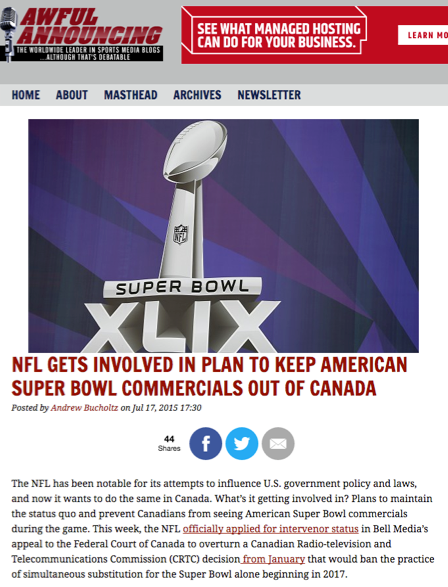 AWFUL
ANNOUNCING
THE WORLDWIDE LEADER IN SPORTS MEDIA BLOGS
...ALTHOUGH THAT'S DEBATABLE
SEE WHAT MANAGED HOSTING
CAN DO FOR YOUR BUSINESS.
LEARN MO
HOME ABOUT MASTHEAD ARCHIVES NEWSLETTER
NFL
SUPER BOWL
XLIX
NFL GETS INVOLVED IN PLAN TO KEEP AMERICAN
SUPER BOWL COMMERCIALS OUT OF CANADA
Posted by Andrew Bucholtz on Jul 17, 2015 17:30
44
Shares
The NFL has been notable for its attempts to influence U.S. government policy and laws,
and now it wants to do the same in Canada. What's it getting involved in? Plans to maintain
the status quo and prevent Canadians from seeing American Super Bowl commercials
during the game. This week, the NFL officially applied for intervenor status in Bell Media's
appeal to the Federal Court of Canada to overturn a Canadian Radio-television and
Telecommunications Commission (CRTC) decision from January that would ban the practice
of simultaneous substitution for the Super Bowl alone beginning in 2017.